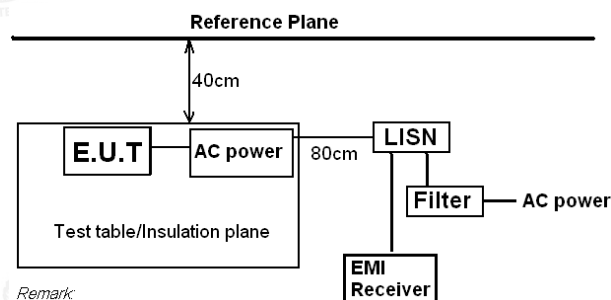 Reference Plane
40cm
E.U.T
AC power
80cm
LISN
Filter
AC power
Test table/Insulation plane
EMI
Receiver
Remark: